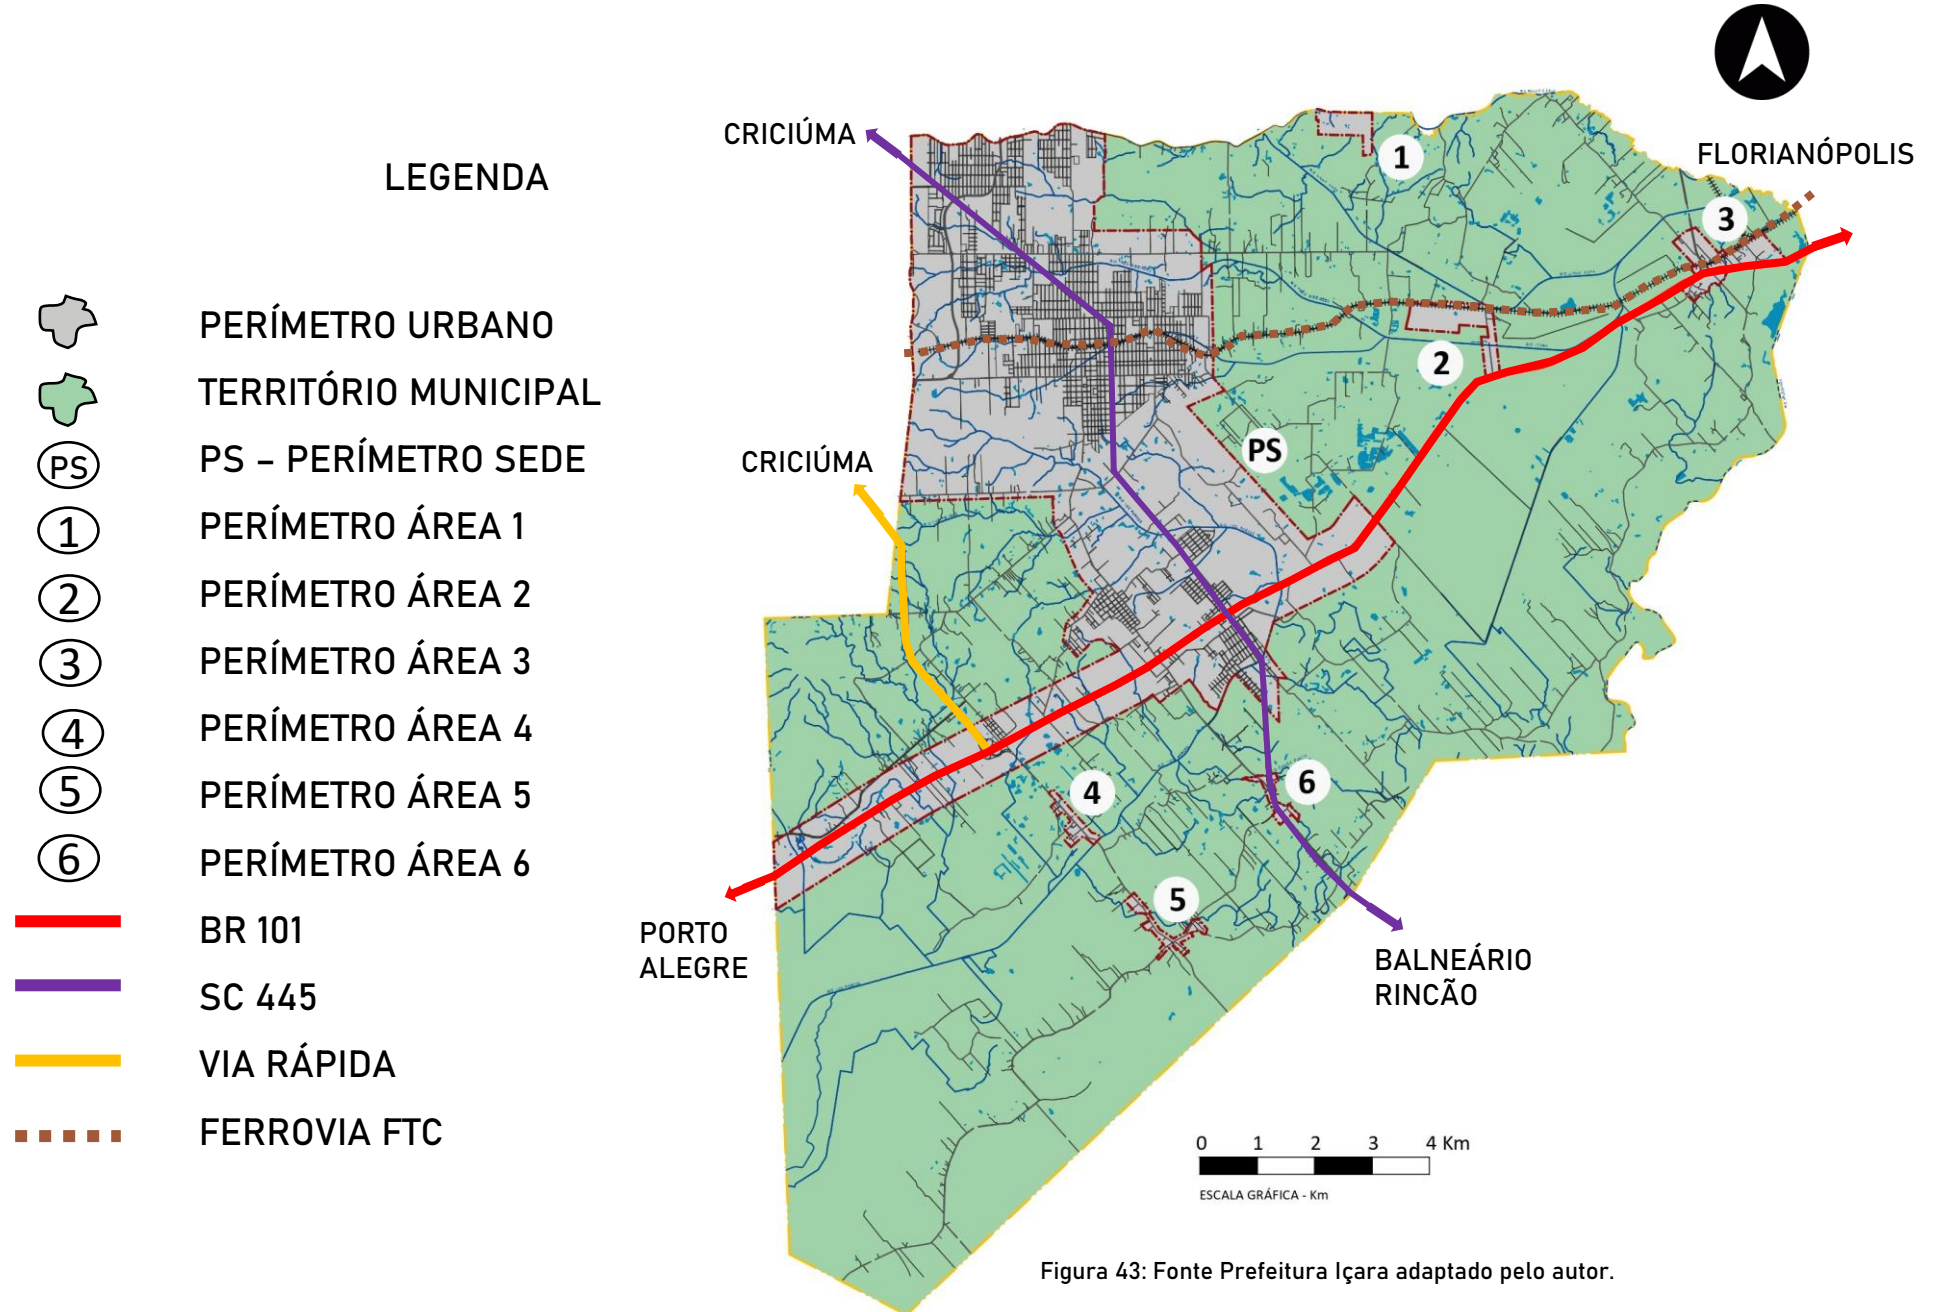 LEGENDA
PERÍMETRO URBANO
TERRITÓRIO MUNICIPAL
PS
PS – PERÍMETRO SEDE
1
PERÍMETRO ÁREA 1
2
PERÍMETRO ÁREA 2
3
PERÍMETRO ÁREA 3
4
PERÍMETRO ÁREA 4
5
PERÍMETRO ÁREA 5
6
PERÍMETRO ÁREA 6
BR 101
SC 445
VIA RÁPIDA
FERROVIA FTC
CRICIÚMA
FLORIANÓPOLIS
1
3
2
PS
CRICIÚMA
6
4
5
PORTO
ALEGRE
BALNEÁRIO
RINCÃO
0 1 2 3 4 Km
ESCALA GRÁFICA - Km
Figura 43: Fonte Prefeitura Içara adaptado pelo autor.